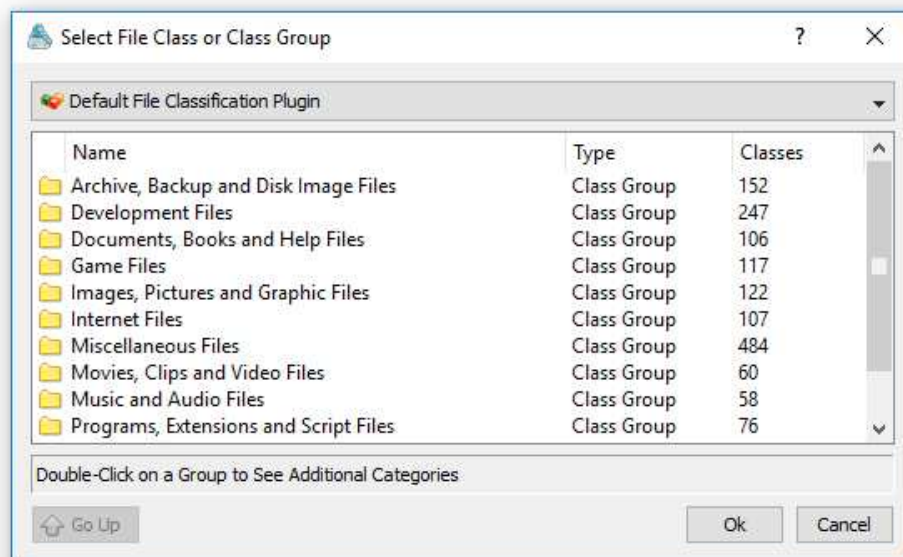 Select File Class or Class Group ?
Default File Classification Plugin
Name Type Classes
Archive, Backup and Disk Image Files Class Group 152
Development Files Class Group 247
Documents, Books and Help Files Class Group 106
Game Files Class Group 117
Images, Pictures and Graphic Files Class Group 122
Internet Files Class Group 107
Miscellaneous Files Class Group 484
Movies, Clips and Video Files Class Group 60
Music and Audio Files Class Group 58
Programs, Extensions and Script Files Class Group 76
Double-Click on a Group to See Additional Categories
Go Up Ok Cancel